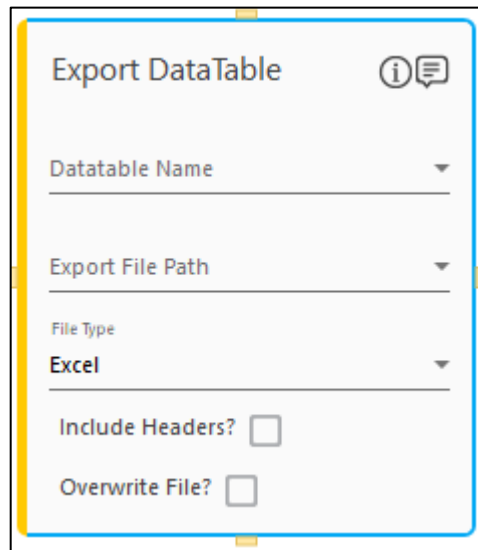 Export DataTable
Datatable Name
Export File Path
File Type
Excel
Include Headers?
Overwrite File?